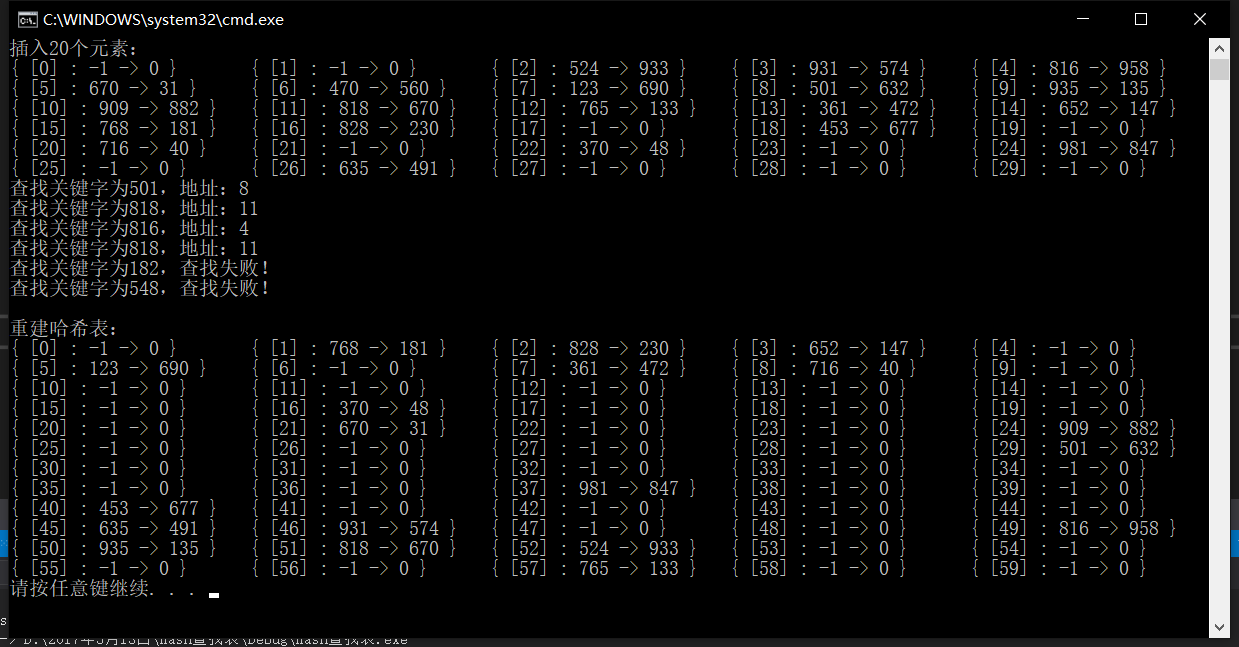 C:\WINDOWS\system32\cmd.exe
插入20个元素:
{ [0] : -1 -> 0 } { [1] : -1 -> 0 } { [2] : 524 -> 933 } { [3] : 931 -> 574 } { [4] : 816 -> 958 }
{ [5] : 670 -> 31 } { [6] : 470 -> 560 } { [7] : 123 -> 690 } { [8] : 501 -> 632 } { [9] : 935 -> 135 }
{ [10] : 909 -> 882 } { [11] : 818 -> 670 } { [12] : 765 -> 133 } { [13] : 361 -> 472 } { [14] : 652 -> 147 }
{ [15] : 768 -> 181 } { [16] : 828 -> 230 } { [17] : -1 -> 0 } { [18] : 453 -> 677 } { [19] : -1 -> 0 }
{ [20] : 716 -> 40 } { [21] : -1 -> 0 } { [22] : 370 -> 48 } { [23] : -1 -> 0 } { [24] : 981 -> 847 }
{ [25] : -1 -> 0 } { [26] : 635 -> 491 } { [27] : -1 -> 0 } { [28] : -1 -> 0 } { [29] : -1 -> 0 }
查找关键字为501，地址：8
查找关键字为818，地址：11
查找关键字为816，地址：4
查找关键字为818，地址：11
查找关键字为182，查找失败！
查找关键字为548，查找失败！
重建哈希表：
{ [0] : -1 -> 0 } { [1] : 768 -> 181 } { [2] : 828 -> 230 } { [3] : 652 -> 147 } { [4] : -1 -> 0 }
{ [5] : 123 -> 690 } { [6] : -1 -> 0 } { [7] : 361 -> 472 } { [8] : 716 -> 40 } { [9] : -1 -> 0 }
{ [10] : -1 -> 0 } { [11] : -1 -> 0 } { [12] : -1 -> 0 } { [13] : -1 -> 0 } { [14] : -1 -> 0 }
{ [15] : -1 -> 0 } { [16] : 370 -> 48 } { [17] : -1 -> 0 } { [18] : -1 -> 0 } { [19] : -1 -> 0 }
{ [20] : -1 -> 0 } { [21] : 670 -> 31 } { [22] : -1 -> 0 } { [23] : -1 -> 0 } { [24] : 909 -> 882 }
{ [25] : -1 -> 0 } { [26] : -1 -> 0 } { [27] : -1 -> 0 } { [28] : -1 -> 0 } { [29] : 501 -> 632 }
{ [30] : -1 -> 0 } { [31] : -1 -> 0 } { [32] : -1 -> 0 } { [33] : -1 -> 0 } { [34] : -1 -> 0 }
{ [35] : -1 -> 0 } { [36] : -1 -> 0 } { [37] : 981 -> 847 } { [38] : -1 -> 0 } { [39] : -1 -> 0 }
{ [40] : 453 -> 677 } { [41] : -1 -> 0 } { [42] : -1 -> 0 } { [43] : -1 -> 0 } { [44] : -1 -> 0 }
{ [45] : 635 -> 491 } { [46] : 931 -> 574 } { [47] : -1 -> 0 } { [48] : -1 -> 0 } { [49] : 816 -> 958 }
{ [50] : 935 -> 135 } { [51] : 818 -> 670 } { [52] : 524 -> 933 } { [53] : -1 -> 0 } { [54] : -1 -> 0 }
{ [55] : -1 -> 0 } { [56] : -1 -> 0 } { [57] : 765 -> 133 } { [58] : -1 -> 0 } { [59] : -1 -> 0 }
请按任意键继续. . .